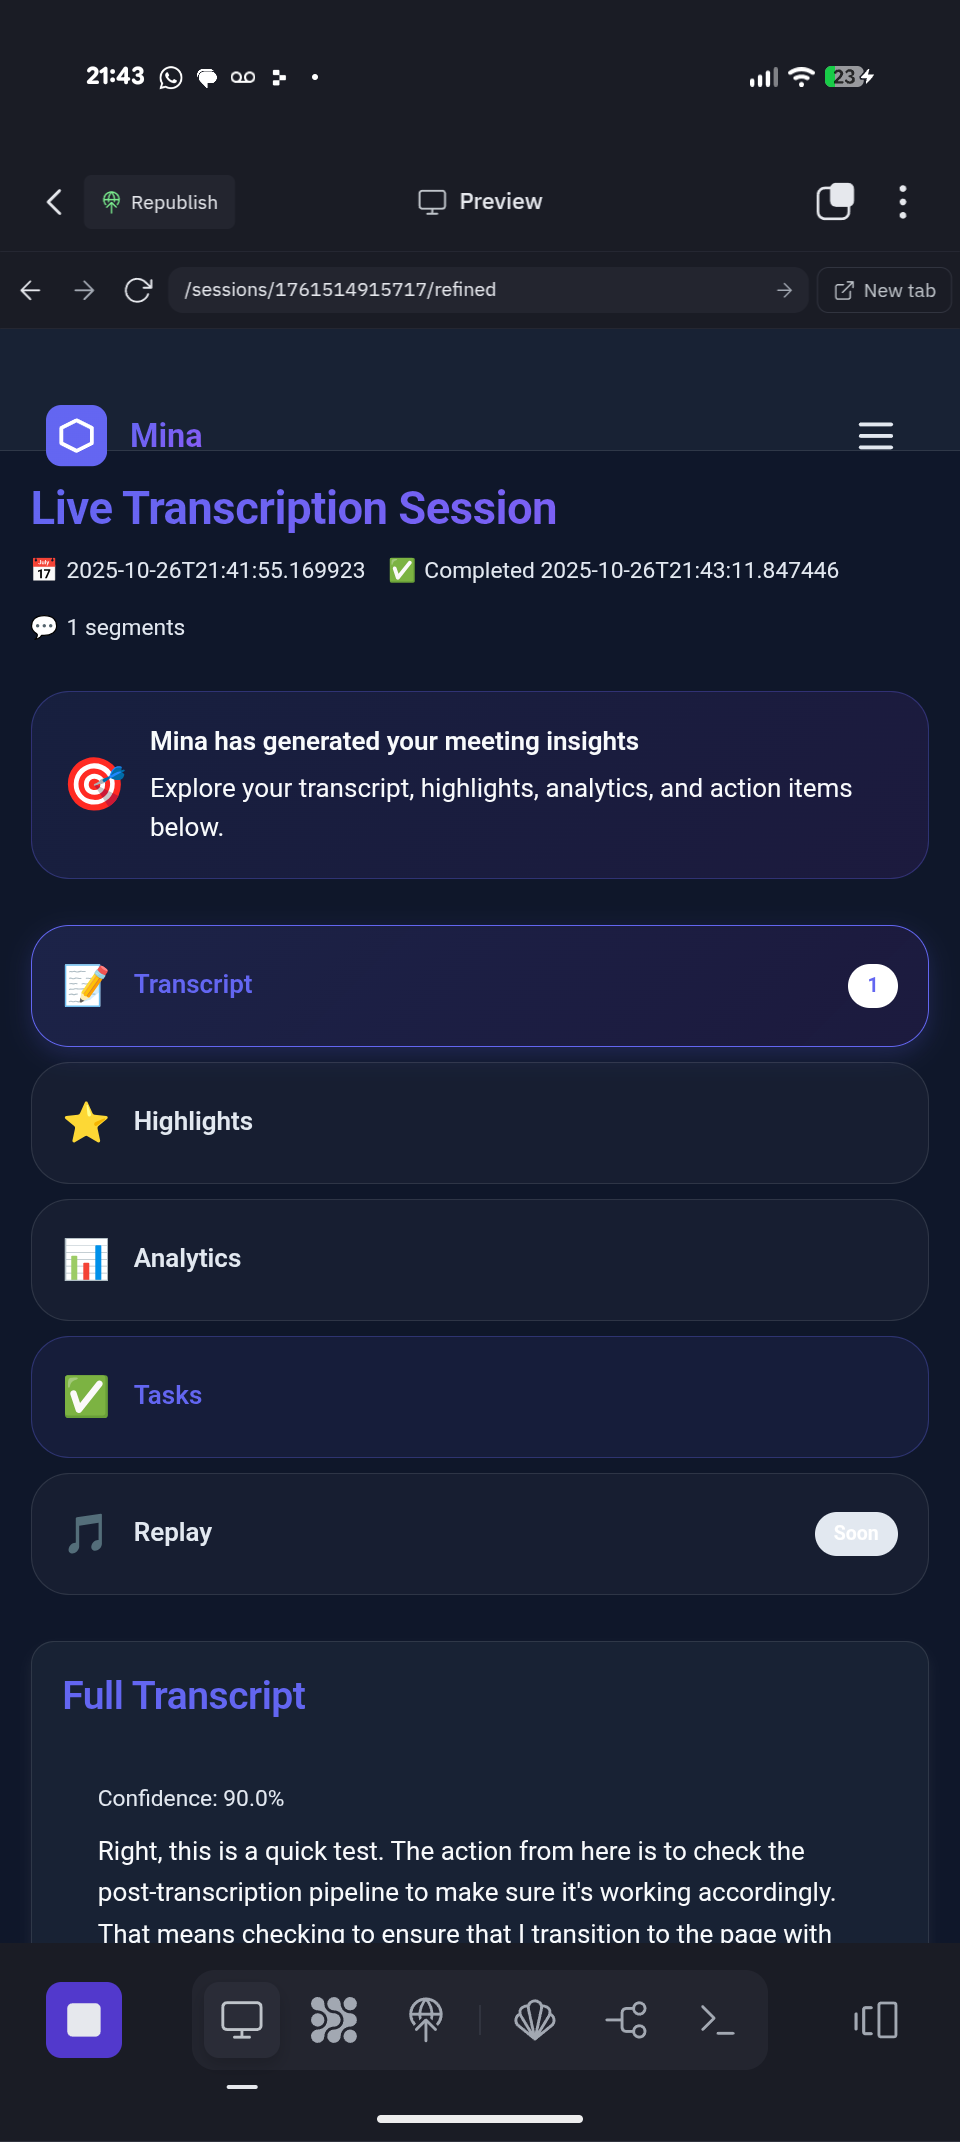 21:43
23
Republish
Preview
/sessions/1761514915717/refined
New tab
Mina
Live Transcription Session
2025-10-26T21:41:55.169923
Completed 2025-10-26T21:43:11.847446
1 segments
Mina has generated your meeting insights
Explore your transcript, highlights, analytics, and action items
below.
Transcript
1
Highlights
Analytics
Tasks
Replay
Soon
Full Transcript
Confidence: 90.0%
Right, this is a quick test. The action from here is to check the
post-transcription pipeline to make sure it's working accordingly.
That means checking to ensure that I transition to the page with